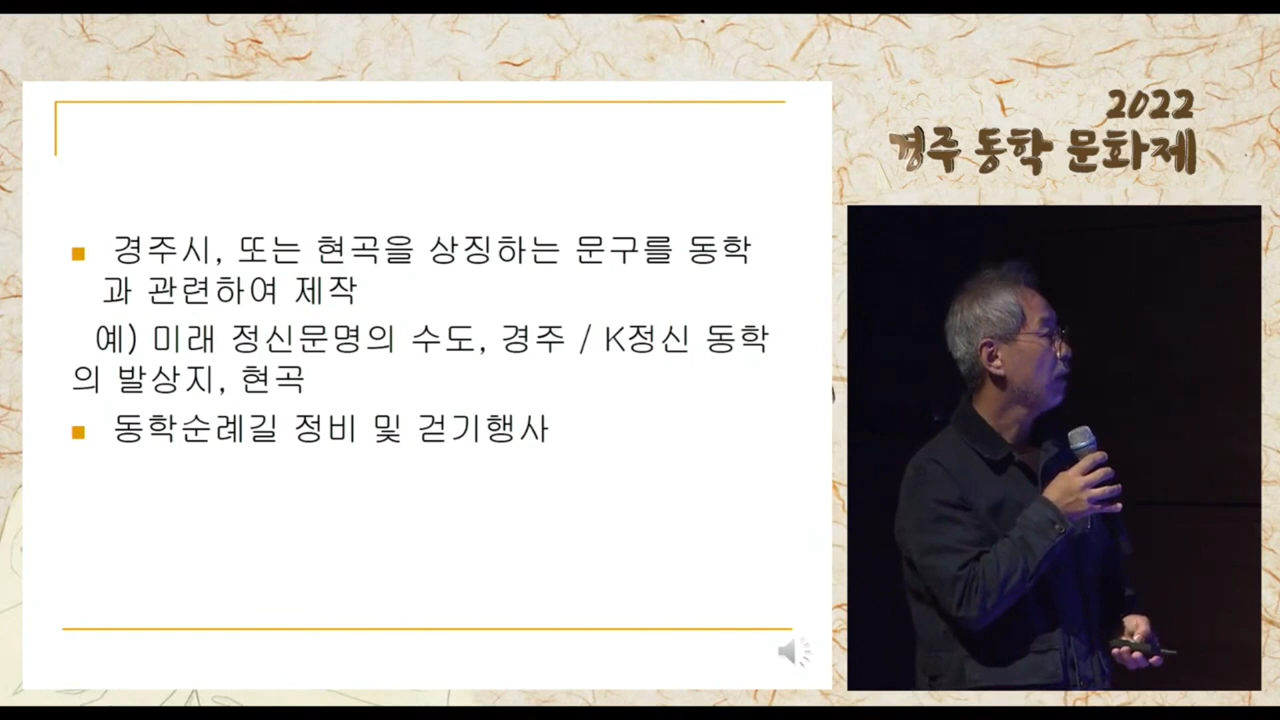 2022
경주 동학 문화제
■ 경주시, 또는 현곡을 상징하는 문구를 동학
과 관련하여 제작
예) 미래 정신문명의 수도, 경주 / K정신 동학
의 발상지, 현곡
■ 동학순례길 정비 및 걷기행사